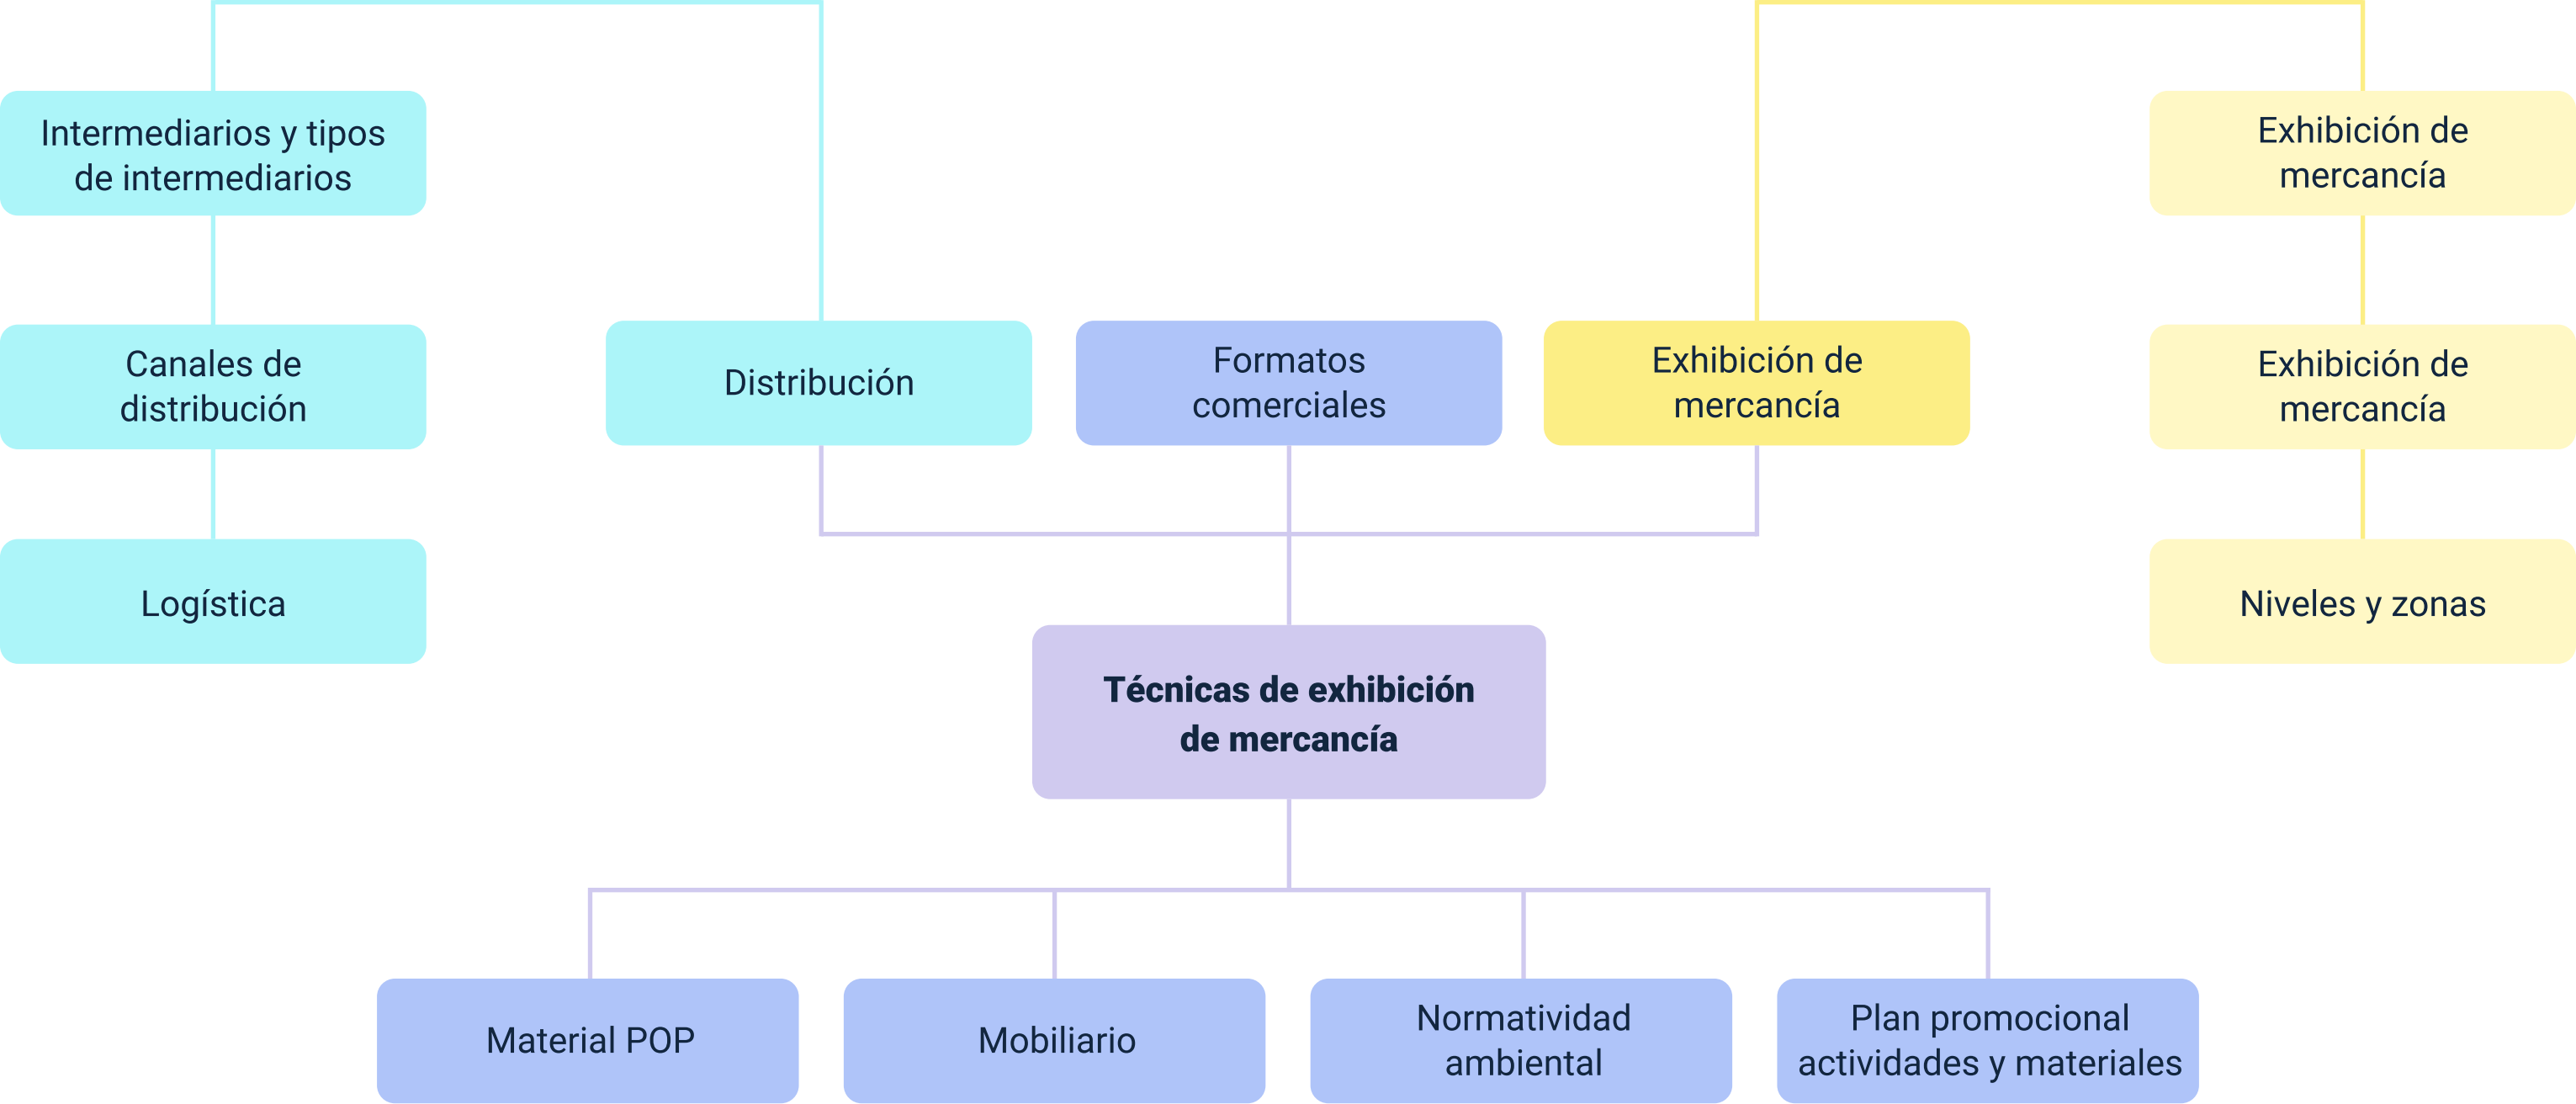 Intermediarios y tipos
de intermediarios
Exhibición de
mercancía
Canales de
distribución
Distribución
Formatos
comerciales
Exhibición de
mercancía
Exhibición de
mercancía
Logística
Niveles y zonas
Técnicas de exhibición
de mercancía
Material POP
Mobiliario
Normatividad
ambiental
Plan promocional
actividades y materiales